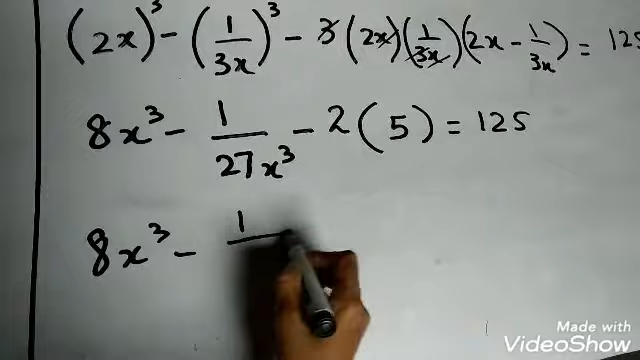 (2x)³ - (1/3x)³ - 3(2x)(1/3x)(2x - 1/3x) = 125
8x³ - 1/27x³ - 2(5) = 125
8x³ - 1/
Made with
VideoShow